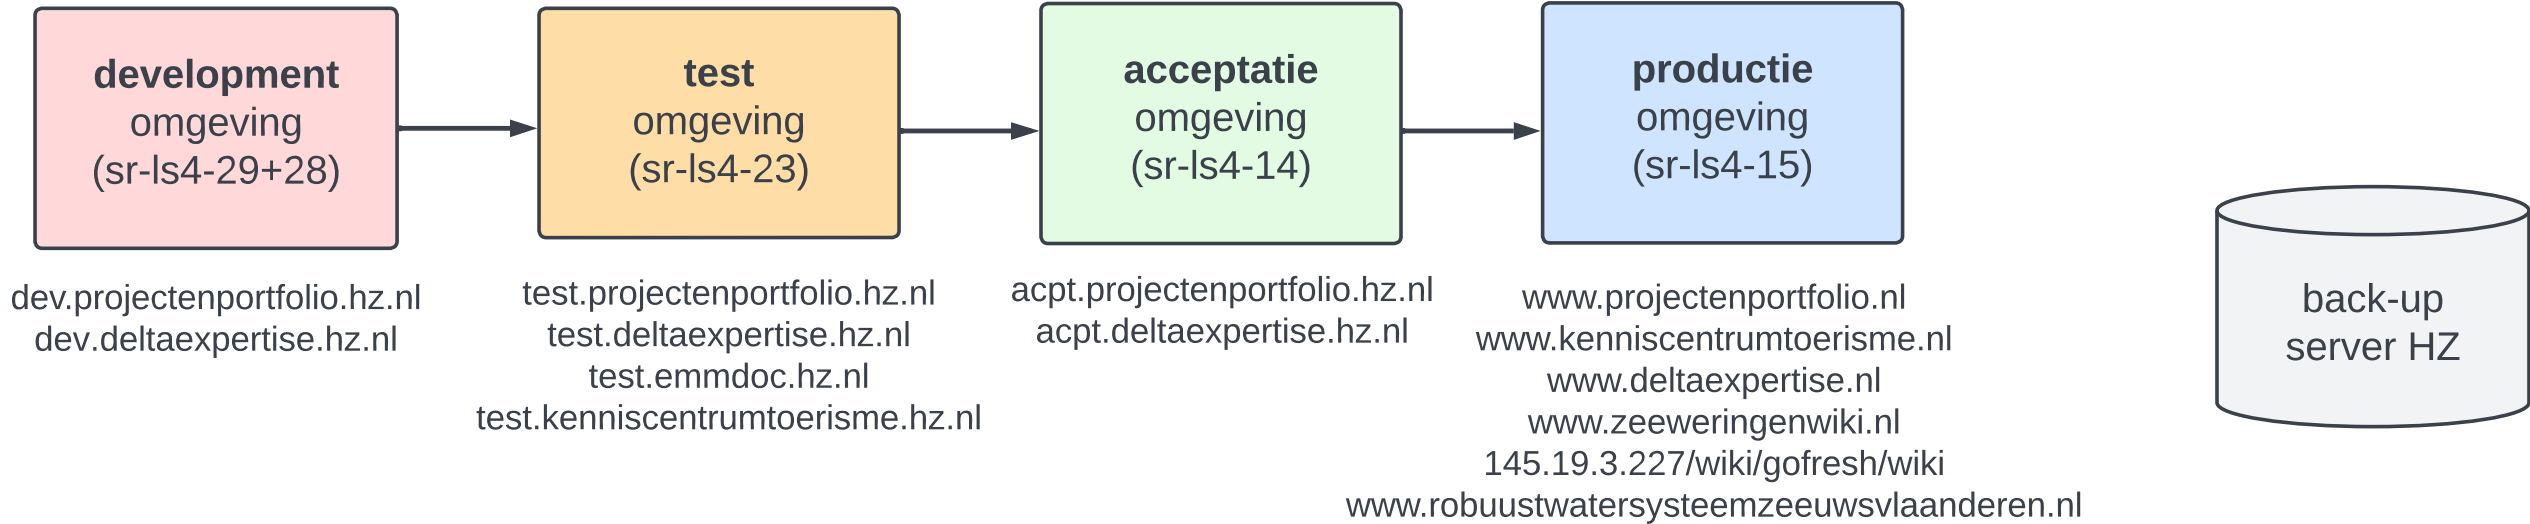 development
omgeving
(sr-ls4-29+28)
dev.projectenportfolio.hz.nl
dev.deltaexpertise.hz.nl
test
omgeving
(sr-ls4-23)
test.projectenportfolio.hz.nl
test.deltaexpertise.hz.nl
test.emmdoc.hz.nl
test.kenniscentrumtoerisme.hz.nl
acceptatie
omgeving
(sr-ls4-14)
acpt.projectenportfolio.hz.nl
acpt.deltaexpertise.hz.nl
productie
omgeving
(sr-ls4-15)
www.projectenportfolio.nl
www.kenniscentrumtoerisme.nl
www.deltaexpertise.nl
www.zeeweringenwiki.nl
145.19.3.227/wiki/gofresh/wiki
www.robuustwatersysteemzeeuwsvlaanderen.nl
back-up
server HZ